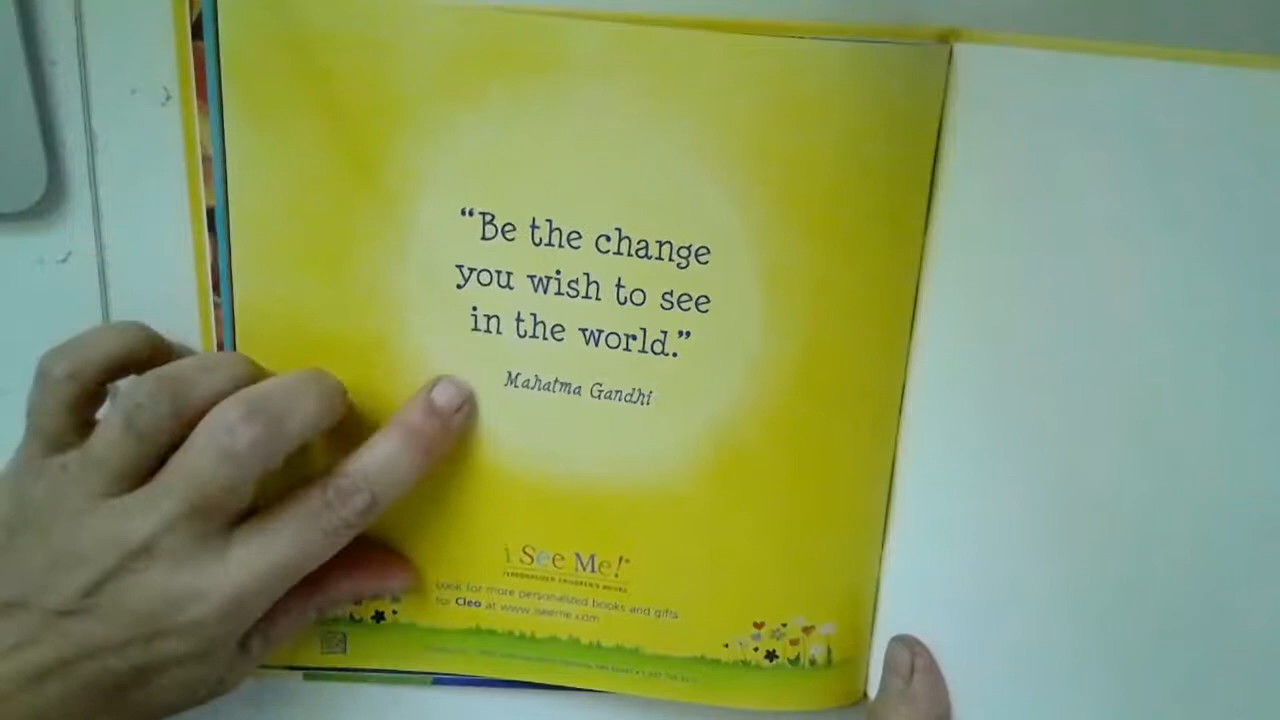 “Be the change
you wish to see
in the world.”
Mahatma Gandhi
i See Me!
PERSONALIZED CHILDREN'S BOOKS
Look for more personalized books and gifts
for Cleo at www.iseeme.com